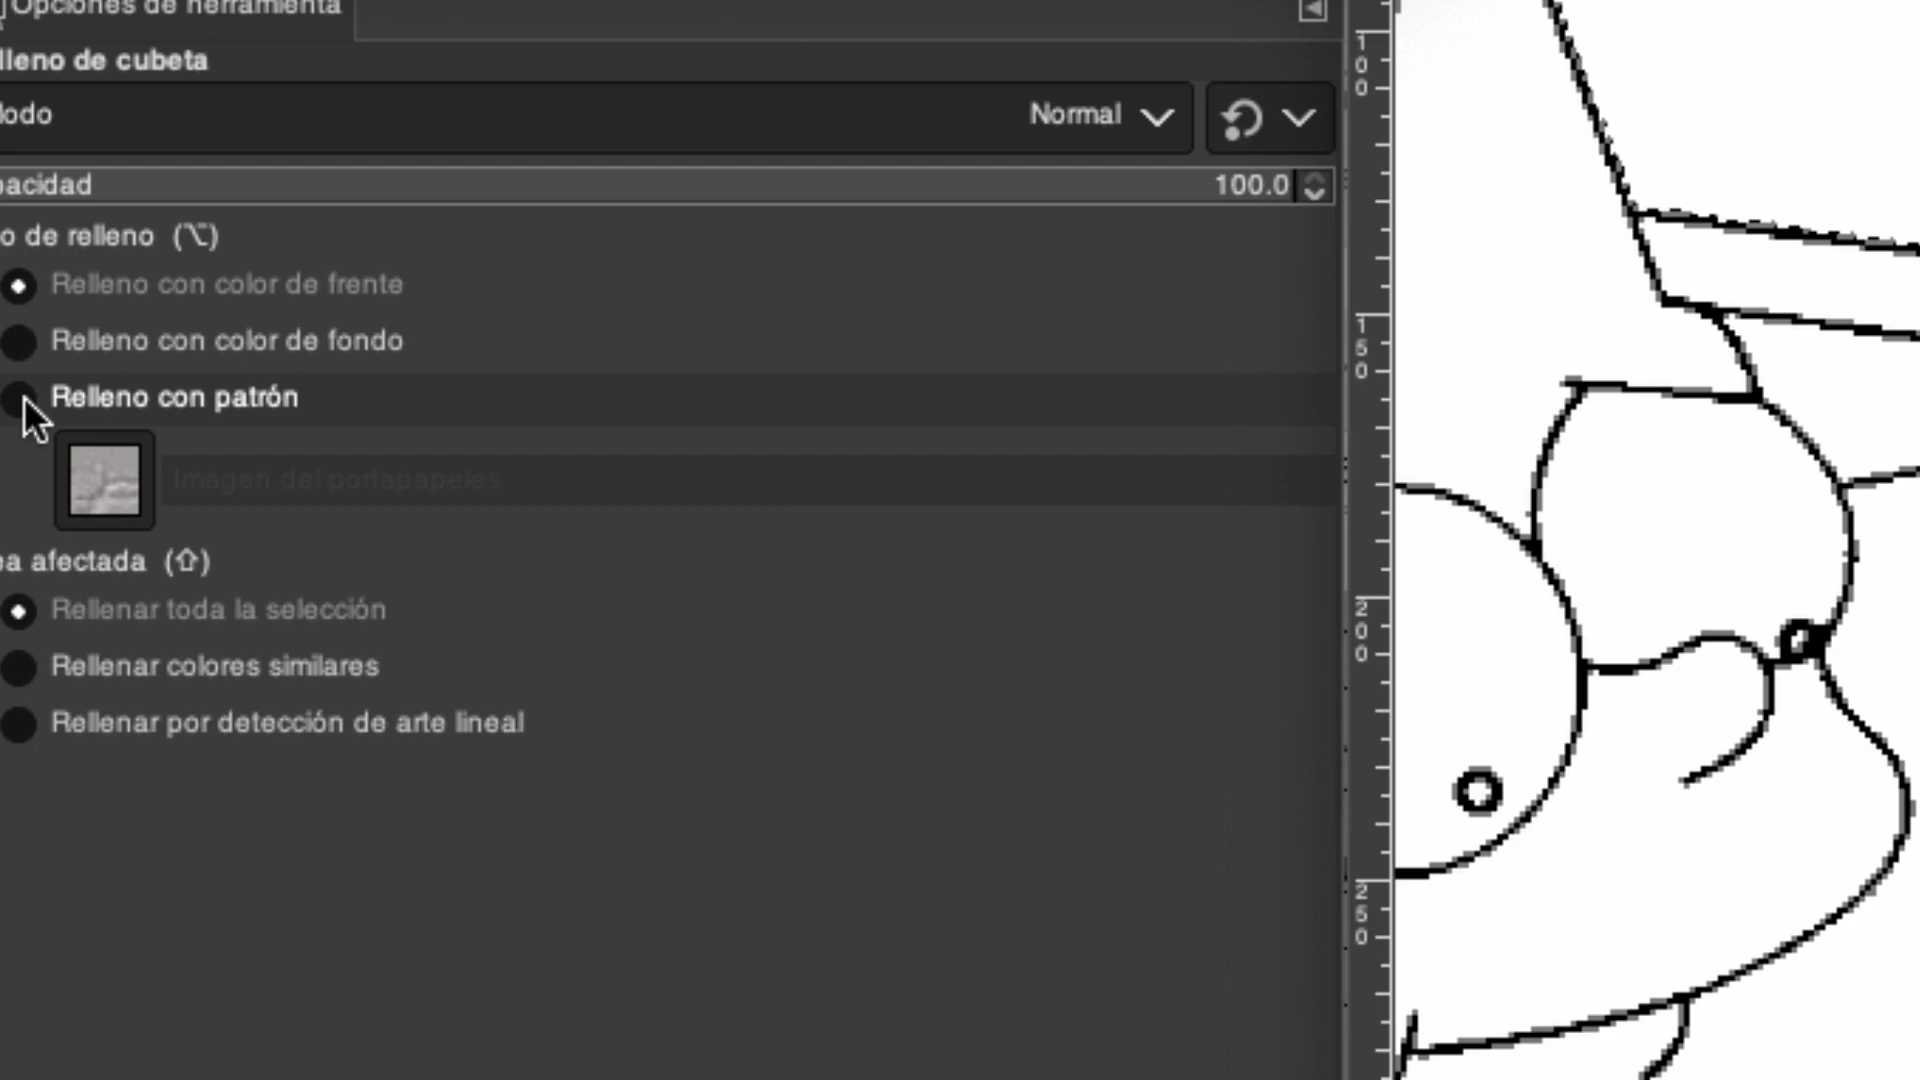 Opciones de herramienta
lleno de cubeta
odo
Normal
pacidad
100.0
o de relleno (⌥)
Relleno con color de frente
Relleno con color de fondo
Relleno con patrón
Imagen del portapapeles
ea afectada (⇧)
Rellenar toda la selección
Rellenar colores similares
Rellenar por detección de arte lineal
100
150
200
250